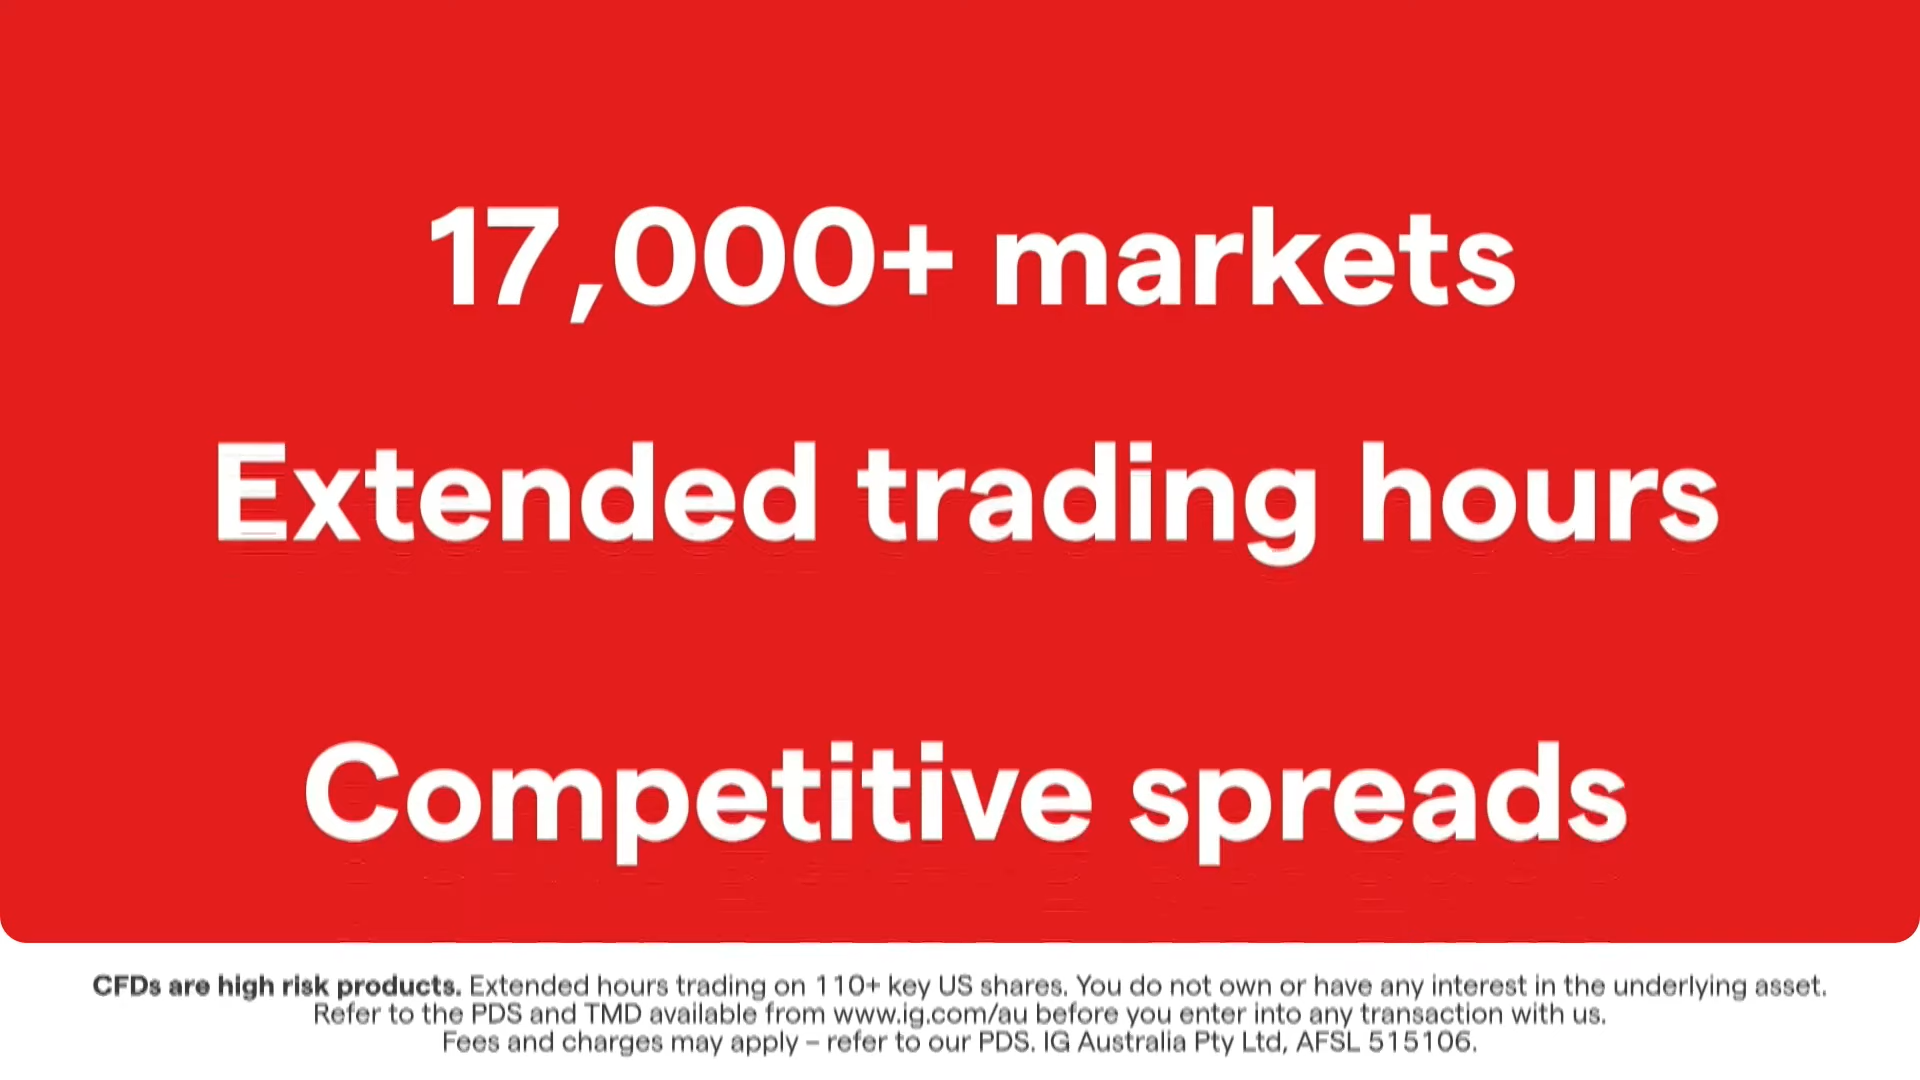 17,000+ markets
Extended trading hours
Competitive spreads
CFDs are high risk products. Extended hours trading on 110+ key US shares. You do not own or have any interest in the underlying asset.
Refer to the PDS and TMD available from www.ig.com/au before you enter into any transaction with us.
Fees and charges may apply – refer to our PDS. IG Australia Pty Ltd, AFSL 515106.